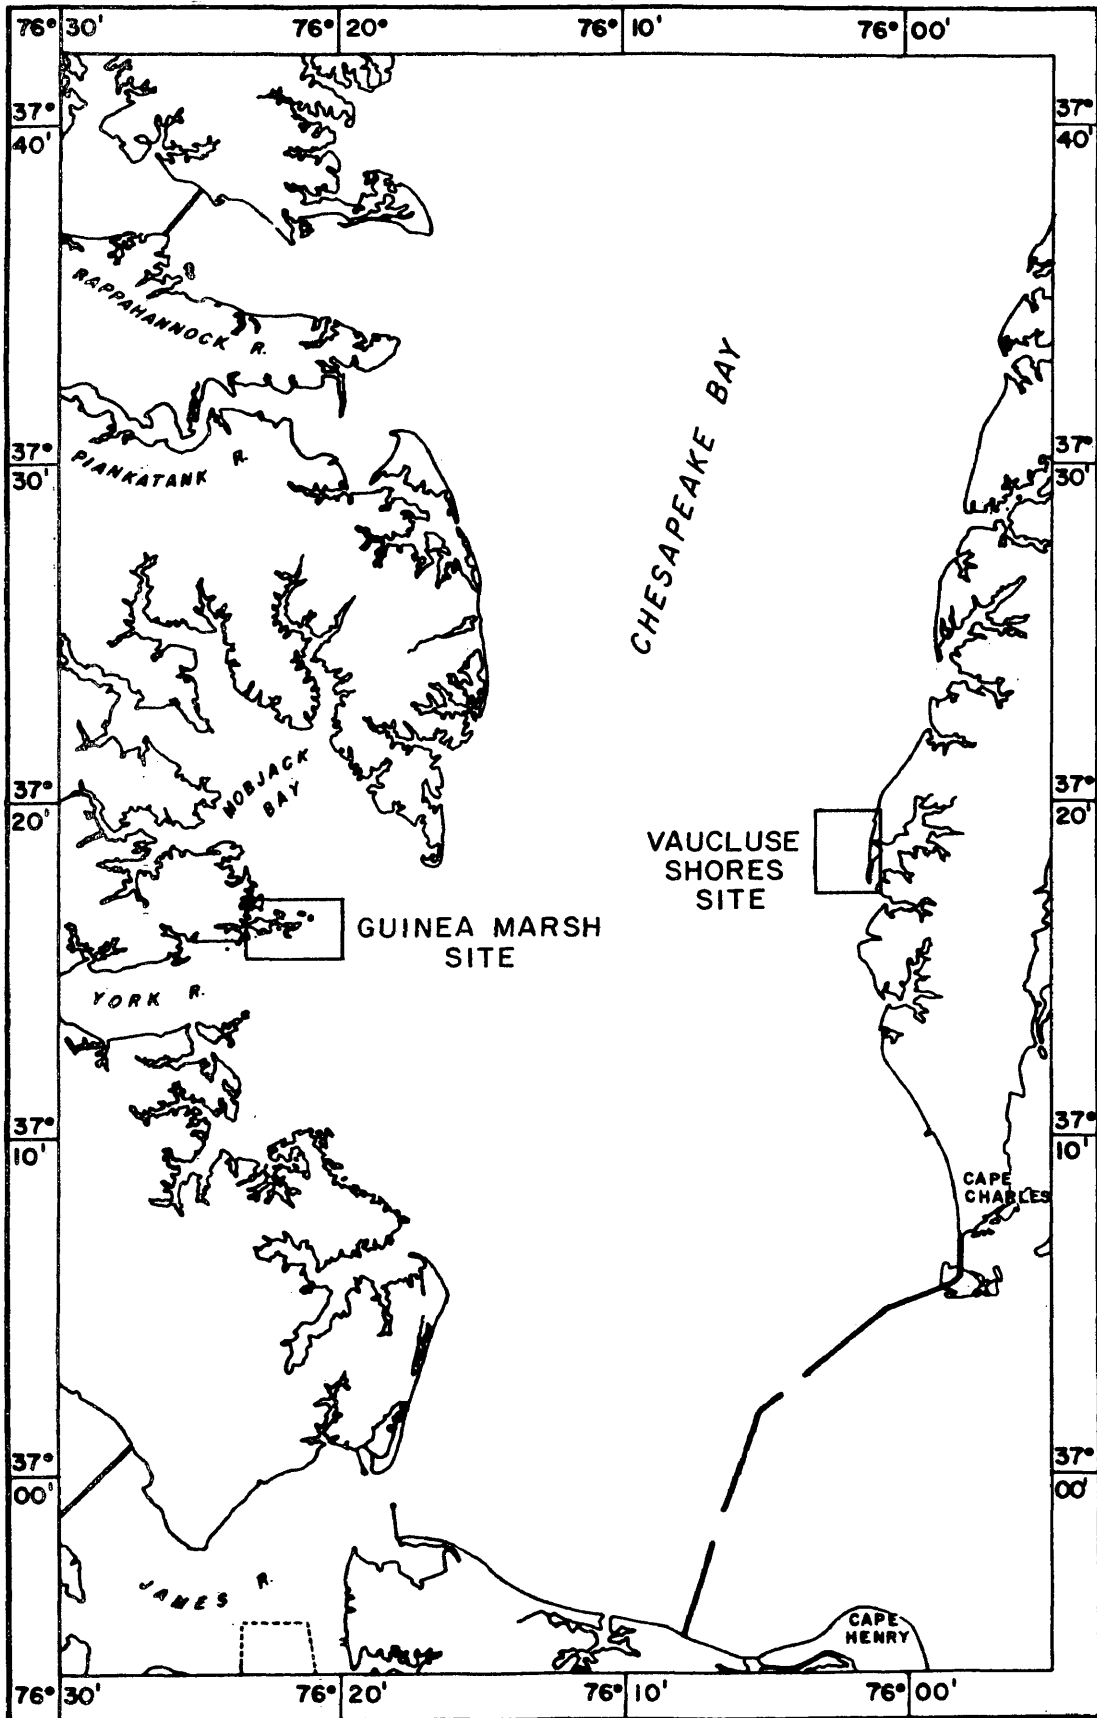 76° 30'
76° 20'
76° 10'
76° 00'
37°
40'
37°
40'
RAPPAHANNOCK R.
PIANKATANK R.
37°
30'
37°
30'
CHESAPEAKE BAY
MOBJACK
BAY
37°
20'
37°
20'
VAUCLUSE
SHORES
SITE
GUINEA MARSH
SITE
YORK R.
37°
10'
37°
10'
CAPE
CHARLES
37°
00'
37°
00'
JAMES R.
CAPE
HENRY
76° 30'
76° 20'
76° 10'
76° 00'